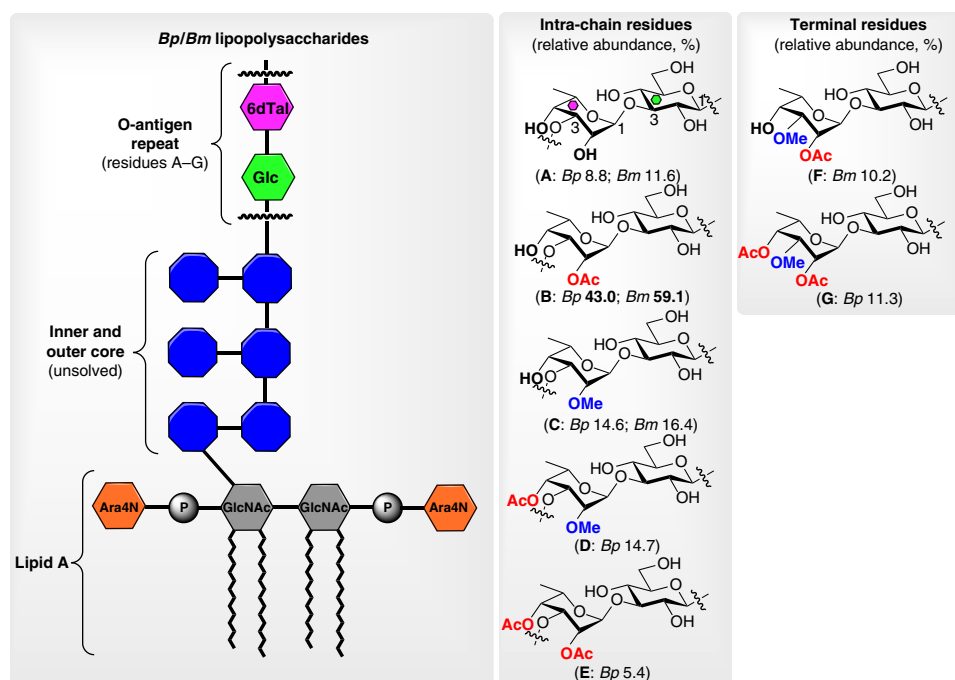 Bp/Bm lipopolysaccharides
O-antigen
repeat
(residues A–G)
6dTal
Glc
Inner and
outer core
(unsolved)
Lipid A
Ara4N
P
GlcNAc
GlcNAc
P
Ara4N
Intra-chain residues
(relative abundance, %)
OH
HO
O
O
1
O
O
3
OH
HO
3
1
OH
(A: Bp 8.8; Bm 11.6)
OH
HO
O
O
O
OH
HO
O
OAc
(B: Bp 43.0; Bm 59.1)
OH
HO
O
O
O
OH
HO
O
OMe
(C: Bp 14.6; Bm 16.4)
OH
HO
O
O
O
OH
AcO
O
OMe
(D: Bp 14.7)
OH
HO
O
O
O
OH
AcO
O
OAc
(E: Bp 5.4)
Terminal residues
(relative abundance, %)
OH
HO
O
O
O
OH
HO
OMe
OAc
(F: Bm 10.2)
OH
HO
O
O
O
OH
AcO
OMe
OAc
(G: Bp 11.3)